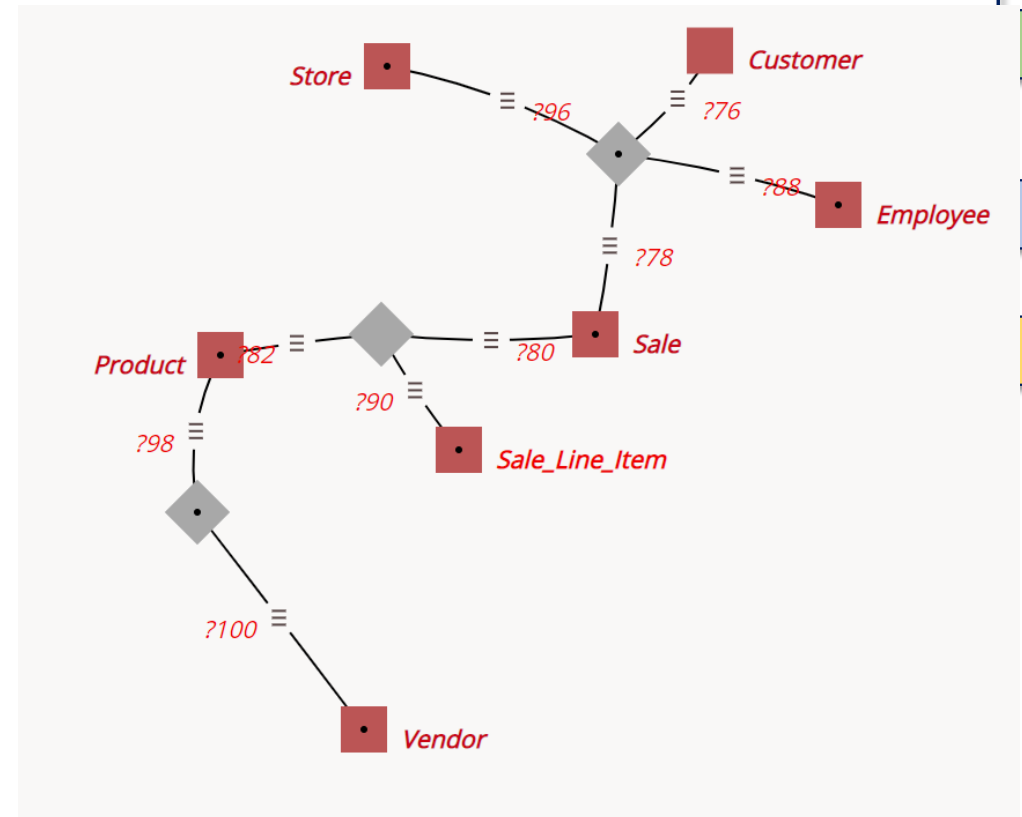 Customer
Store
?96
?76
?88
Employee
?78
Sale
?80
?82
Product
?90
?98
Sale_Line_Item
?100
Vendor